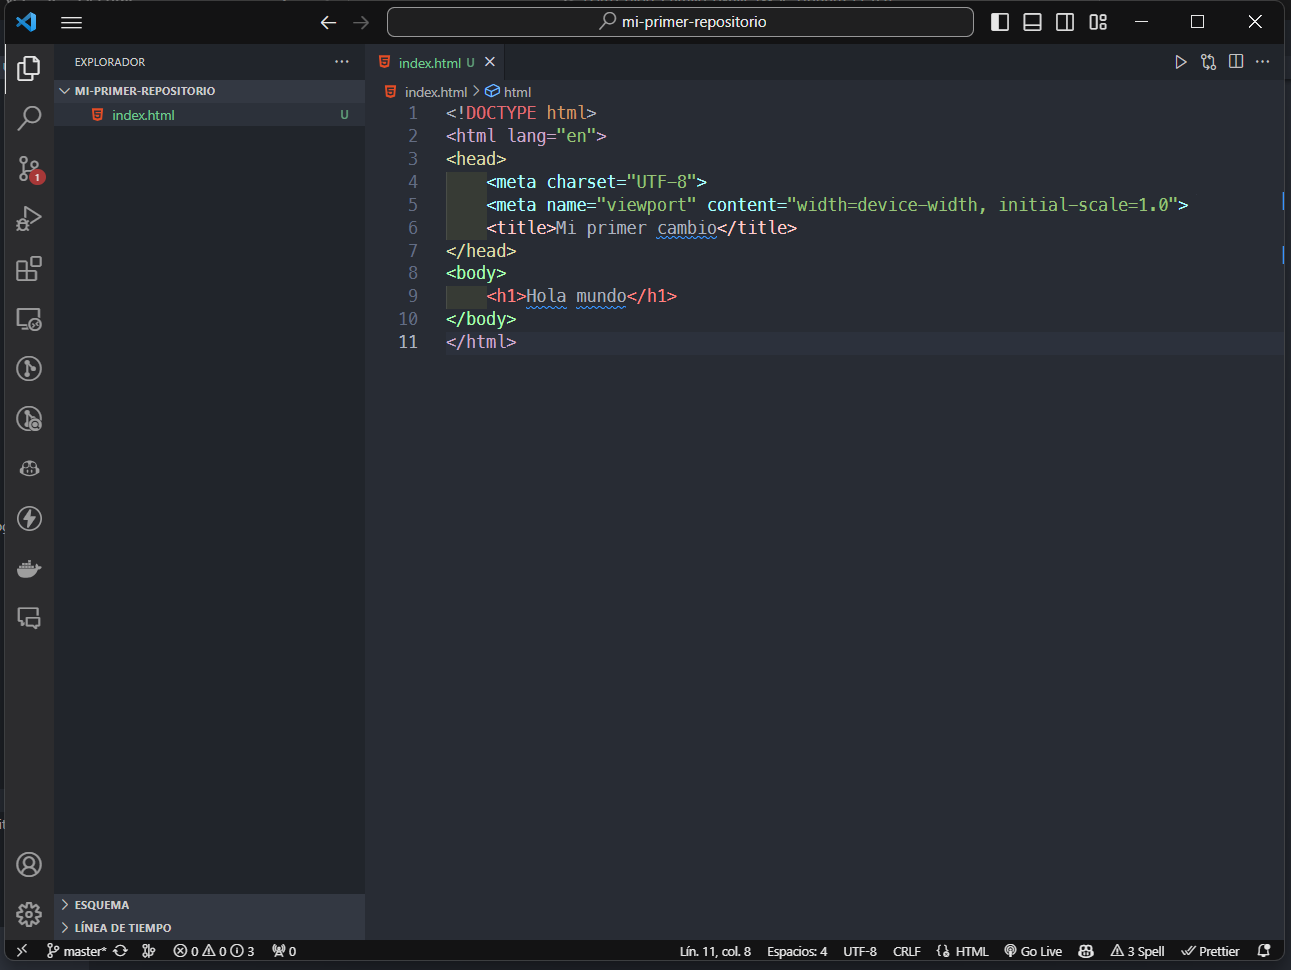 mi-primer-repositorio
EXPLORADOR
MI-PRIMER-REPOSITORIO
index.html U
1
index.html U
index.html > html
1 <!DOCTYPE html>
2 <html lang="en">
3 <head>
4 <meta charset="UTF-8">
5 <meta name="viewport" content="width=device-width, initial-scale=1.0">
6 <title>Mi primer cambio</title>
7 </head>
8 <body>
9 <h1>Hola mundo</h1>
10 </body>
11 </html>
ESQUEMA
LÍNEA DE TIEMPO
master* 0 0 3 0 Lín. 11, col. 8 Espacios: 4 UTF-8 CRLF HTML Go Live 3 Spell Prettier